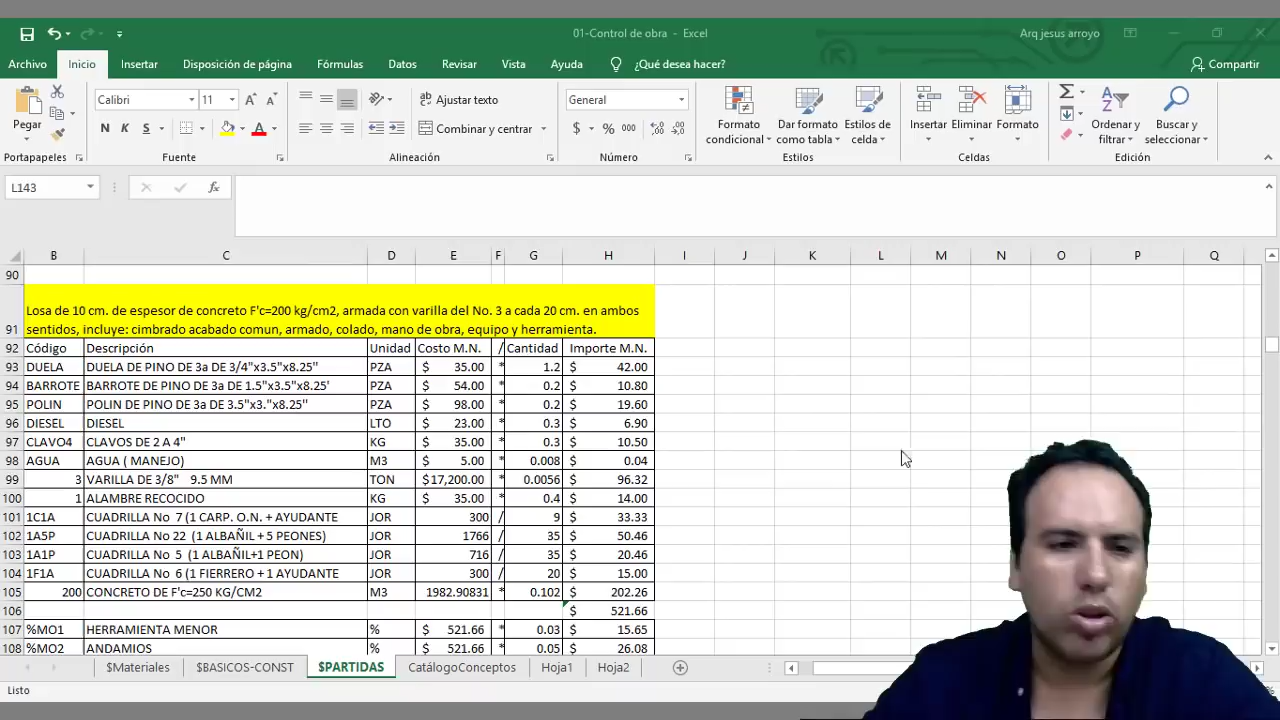 01-Control de obra - Excel
Arq jesus arroyo
Archivo Inicio Insertar Disposición de página Fórmulas Datos Revisar Vista Ayuda ¿Qué desea hacer? Compartir
Calibri 11 Ajustar texto General
Pegar N K S Combinar y centrar $ % 000 Formato condicional Dar formato como tabla Estilos de celda Insertar Eliminar Formato Ordenar y filtrar Buscar y seleccionar
Portapapeles Fuente Alineación Número Estilos Celdas Edición
L143 fx
B C D E F G H I J K L M N O P Q
90
Losa de 10 cm. de espesor de concreto F'c=200 kg/cm2, armada con varilla del No. 3 a cada 20 cm. en ambos
91 sentidos, incluye: cimbrado acabado comun, armado, colado, mano de obra, equipo y herramienta.
92 Código Descripción Unidad Costo M.N. / Cantidad Importe M.N.
93 DUELA DUELA DE PINO DE 3a DE 3/4"x3.5"x8.25" PZA $ 35.00 * 1.2 $ 42.00
94 BARROTE BARROTE DE PINO DE 3a DE 1.5"x3.5"x8.25' PZA $ 54.00 * 0.2 $ 10.80
95 POLIN POLIN DE PINO DE 3a DE 3.5"x3."x8.25" PZA $ 98.00 * 0.2 $ 19.60
96 DIESEL DIESEL LTO $ 23.00 * 0.3 $ 6.90
97 CLAVO4 CLAVOS DE 2 A 4" KG $ 35.00 * 0.3 $ 10.50
98 AGUA AGUA ( MANEJO) M3 $ 5.00 * 0.008 $ 0.04
99 3 VARILLA DE 3/8" 9.5 MM TON $17,200.00 * 0.0056 $ 96.32
100 1 ALAMBRE RECOCIDO KG $ 35.00 * 0.4 $ 14.00
101 1C1A CUADRILLA No 7 (1 CARP. O.N. + AYUDANTE JOR 300 / 9 $ 33.33
102 1A5P CUADRILLA No 22 (1 ALBAÑIL + 5 PEONES) JOR 1766 / 35 $ 50.46
103 1A1P CUADRILLA No 5 (1 ALBAÑIL+1 PEON) JOR 716 / 35 $ 20.46
104 1F1A CUADRILLA No 6 (1 FIERRERO + 1 AYUDANTE JOR 300 / 20 $ 15.00
105 200 CONCRETO DE F'c=250 KG/CM2 M3 1982.90831 * 0.102 $ 202.26
106 $ 521.66
107 %MO1 HERRAMIENTA MENOR % $ 521.66 * 0.03 $ 15.65
108 %MO2 ANDAMIOS % $ 521.66 * 0.05 $ 26.08
$Materiales $BASICOS-CONST $PARTIDAS CatálogoConceptos Hoja1 Hoja2
Listo